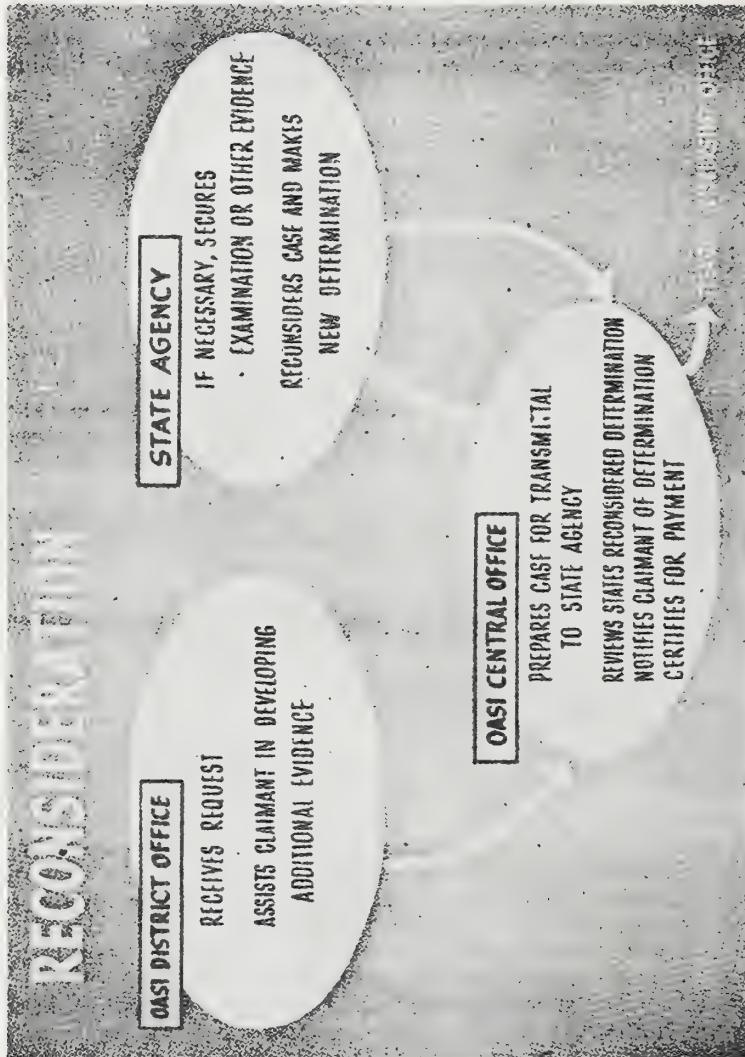 RECONSIDERATION
OASI DISTRICT OFFICE
RECEIVES REQUEST
ASSISTS CLAIMANT IN DEVELOPING
ADDITIONAL EVIDENCE
STATE AGENCY
IF NECESSARY, SECURES
· EXAMINATION OR OTHER EVIDENCE
RECONSIDERS CASE AND MAKES
NEW DETERMINATION
OASI CENTRAL OFFICE
PREPARES CASE FOR TRANSMITTAL
TO STATE AGENCY
REVIEWS STATES RECONSIDERED DETERMINATION
NOTIFIES CLAIMANT OF DETERMINATION
CERTIFIES FOR PAYMENT
OFFICE